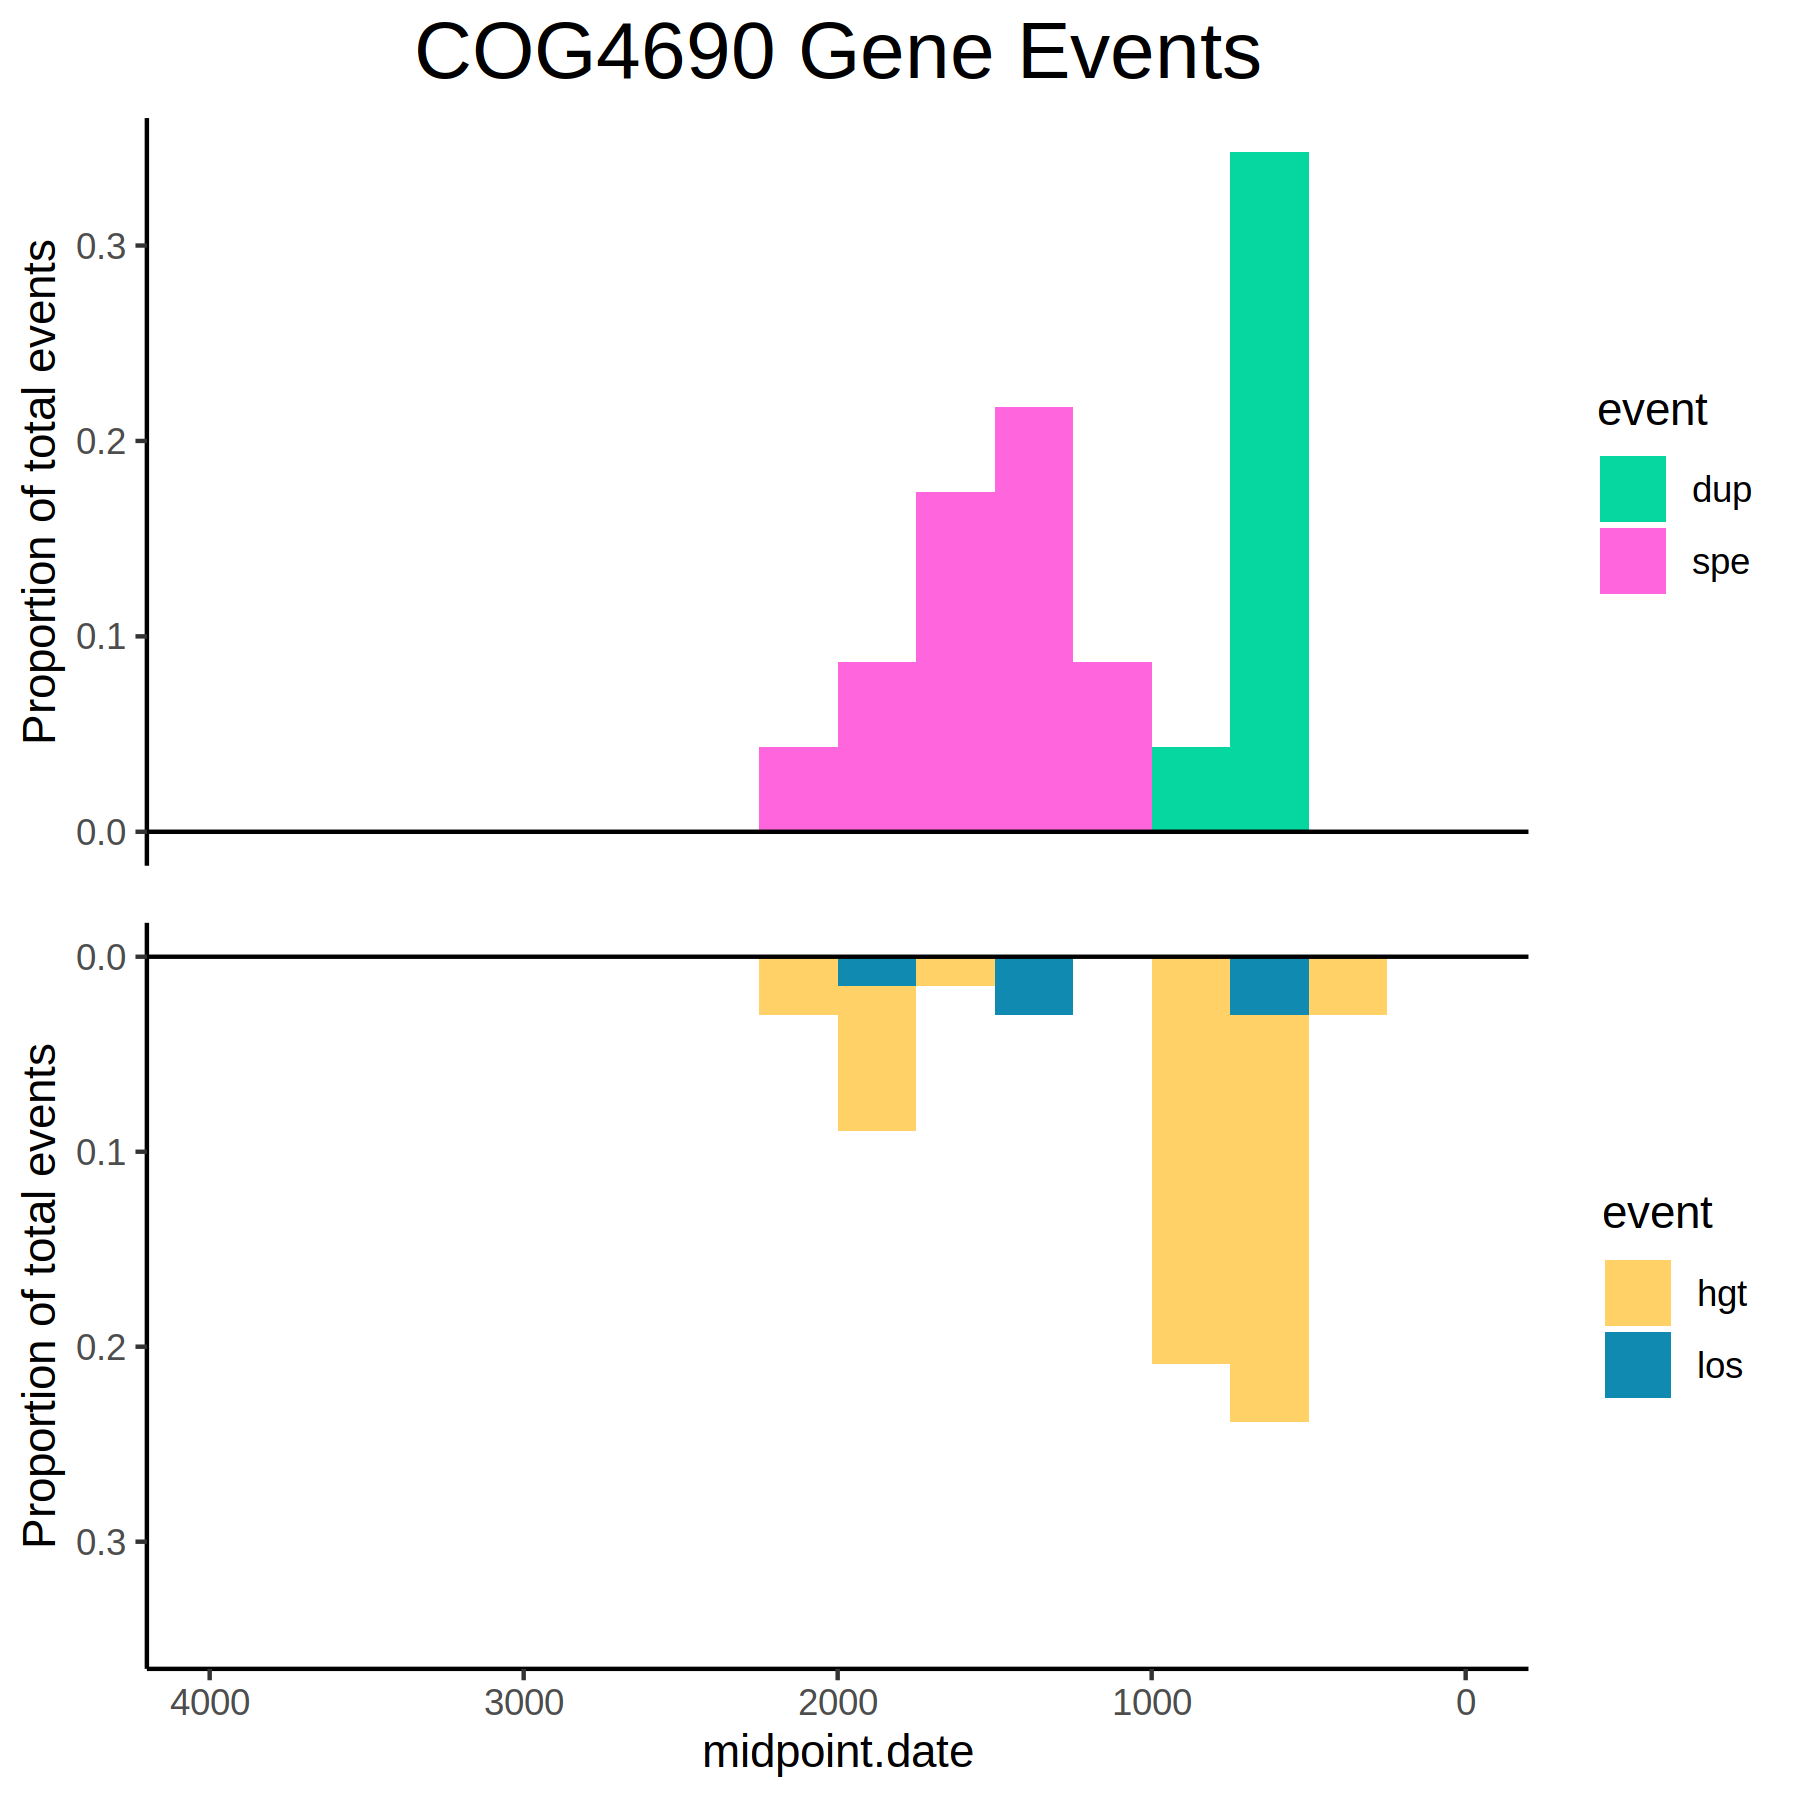 COG4690 Gene Events
Proportion of total events
0.3
0.2
0.1
0.0
event
dup
spe
Proportion of total events
0.0
0.1
0.2
0.3
event
hgt
los
4000 3000 2000 1000 0
midpoint.date